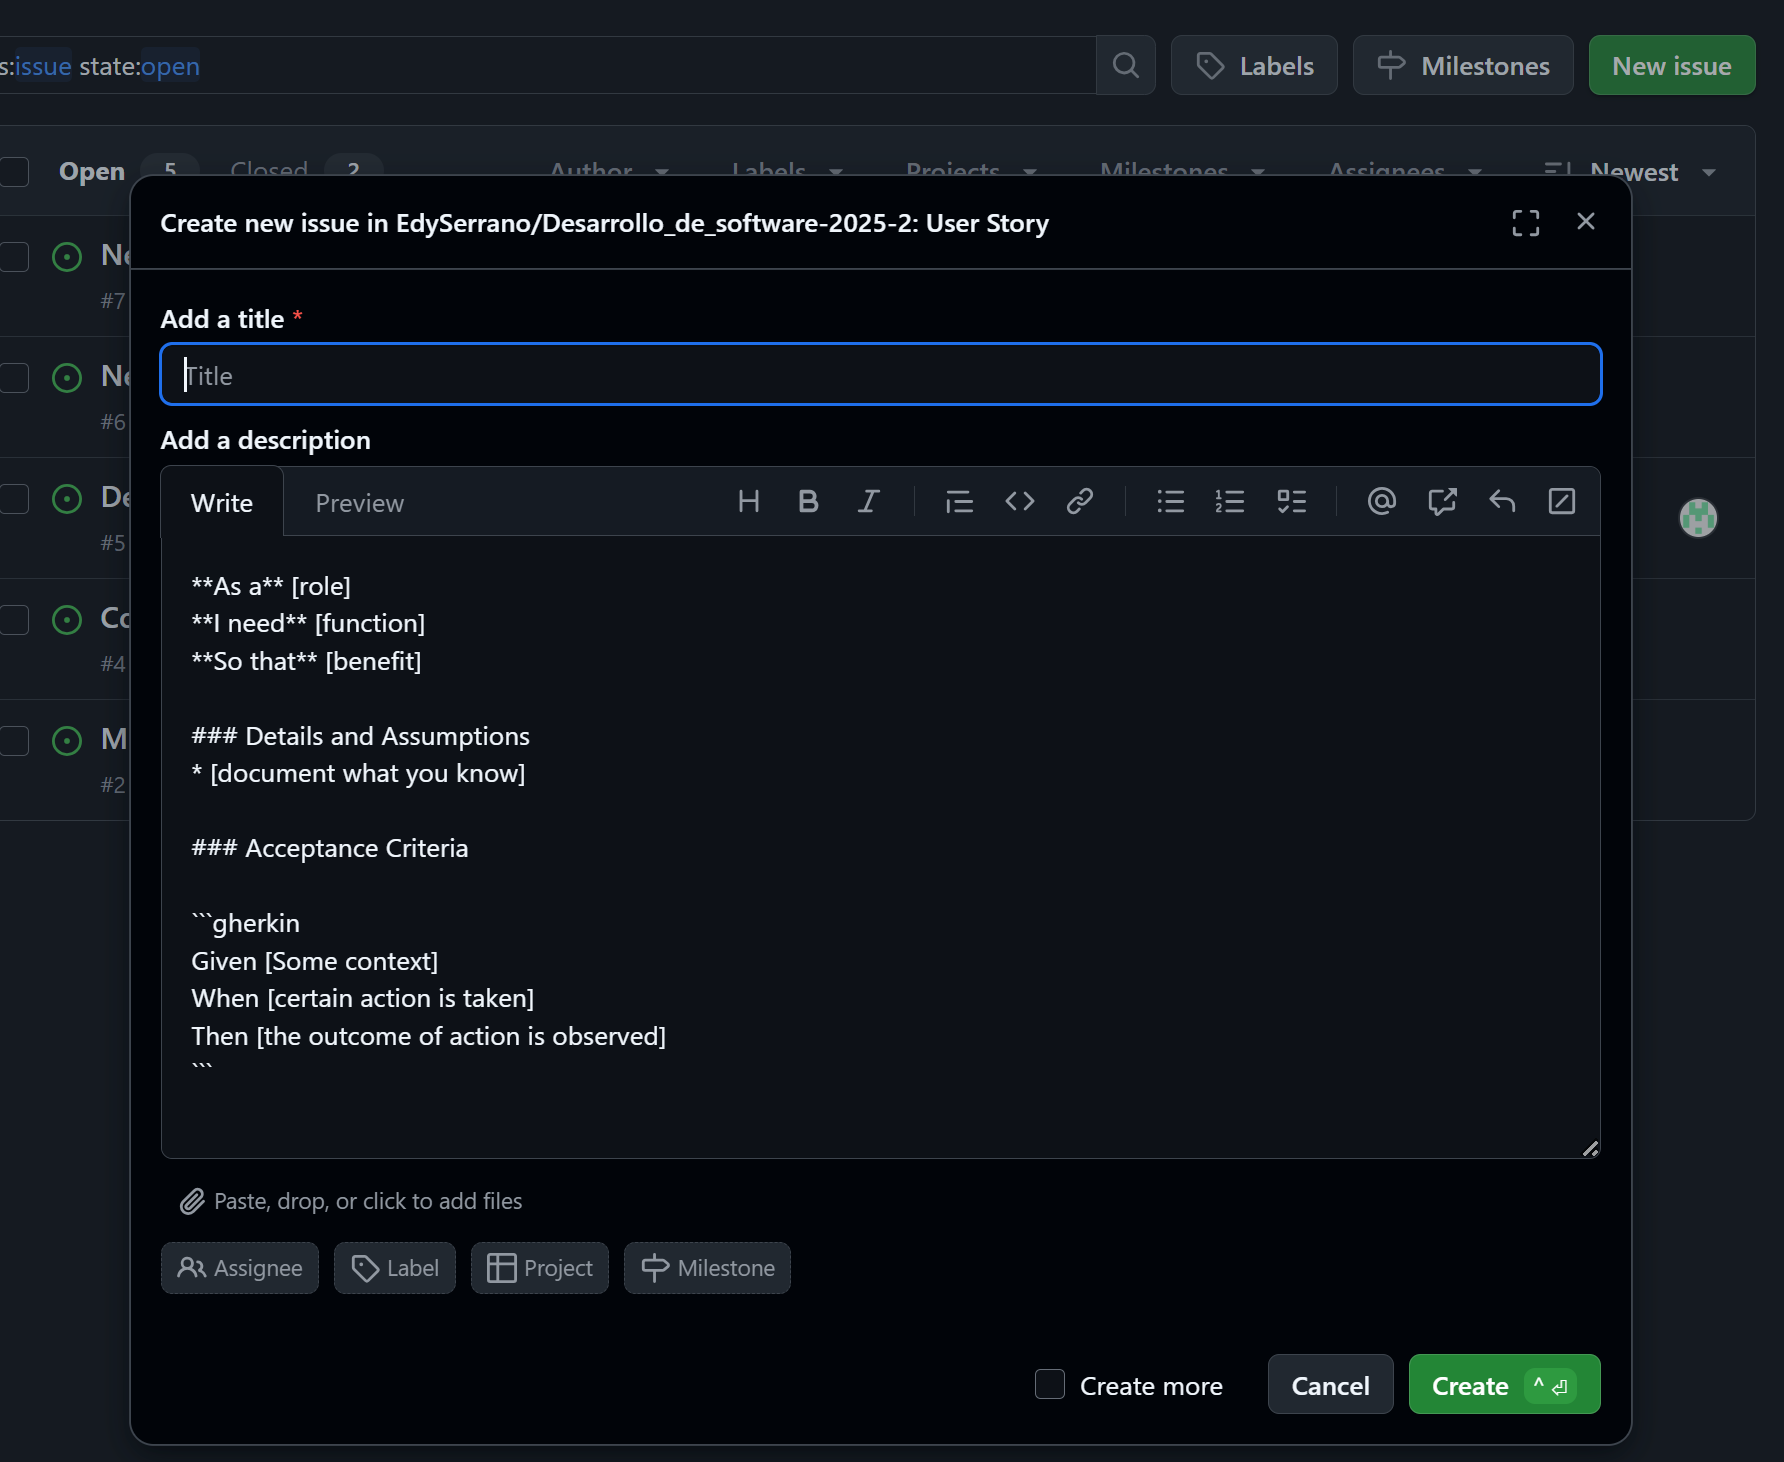 s:issue state:open
Labels
Milestones
New issue
Open 5 Closed 2 Author Labels Projects Milestones Assignees Newest
Create new issue in EdySerrano/Desarrollo_de_software-2025-2: User Story
Ne
#7
Add a title *
Title
Ne
#6
Add a description
Write Preview
De
#5
**As a** [role]
**I need** [function]
**So that** [benefit]
Co
#4
### Details and Assumptions
* [document what you know]
M
#2
### Acceptance Criteria
```gherkin
Given [Some context]
When [certain action is taken]
Then [the outcome of action is observed]
```
Paste, drop, or click to add files
Assignee Label Project Milestone
Create more Cancel Create